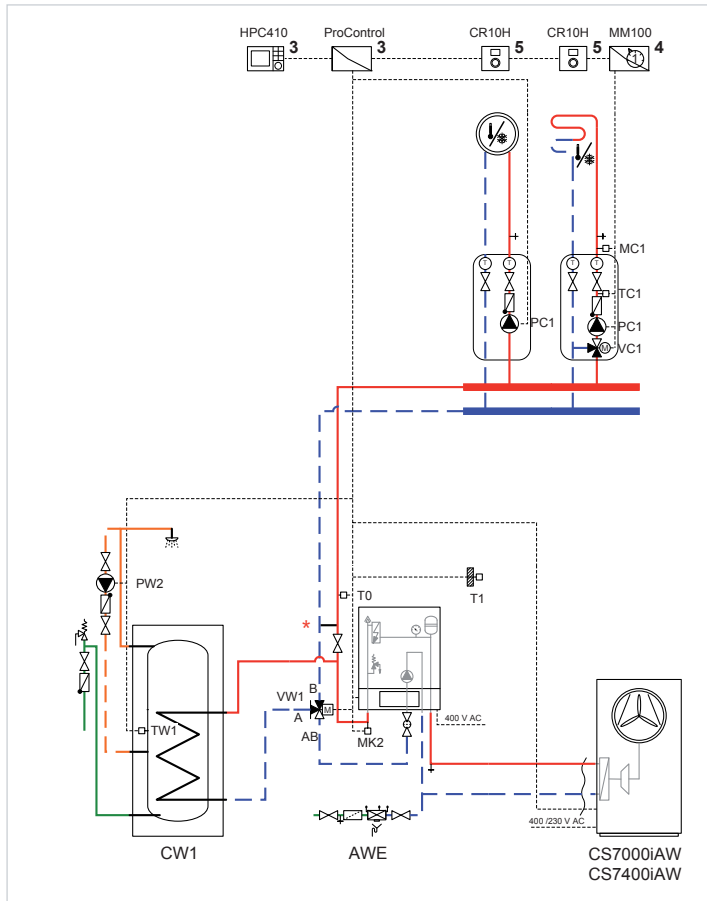 HPC410 3
ProControl 3
CR10H 5
CR10H 5
MM100 4
1
T T
T T
MC1
TC1
PC1
PC1
M
VC1
PW2
T0
T1
*
B
VW1
M
A
AB
400 V AC
MK2
TW1
400 /230 V AC
CW1
AWE
CS7000iAW
CS7400iAW